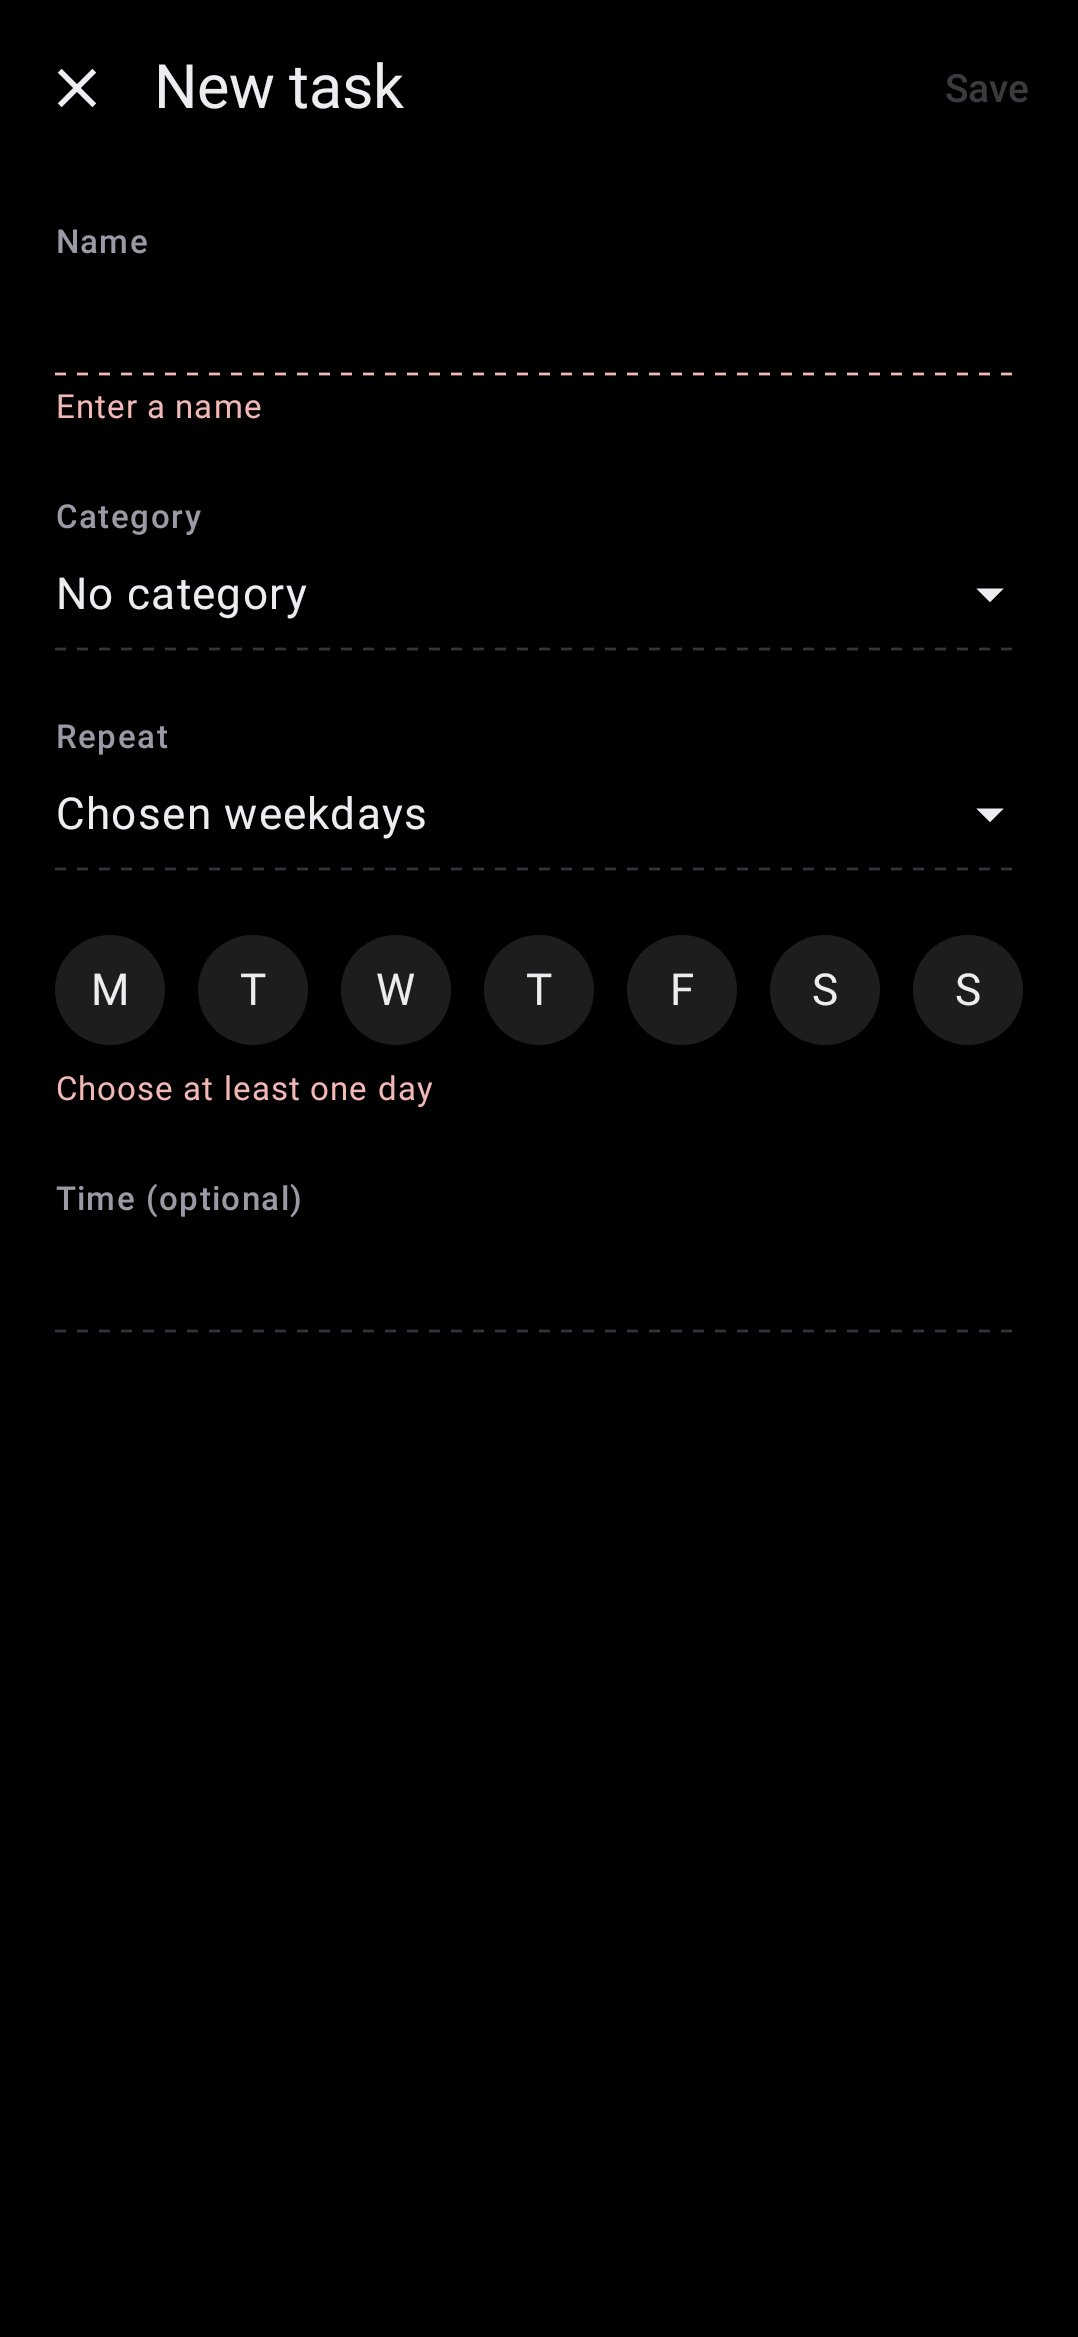 New task
Save
Name
Enter a name
Category
No category
Repeat
Chosen weekdays
M T W T F S S
Choose at least one day
Time (optional)